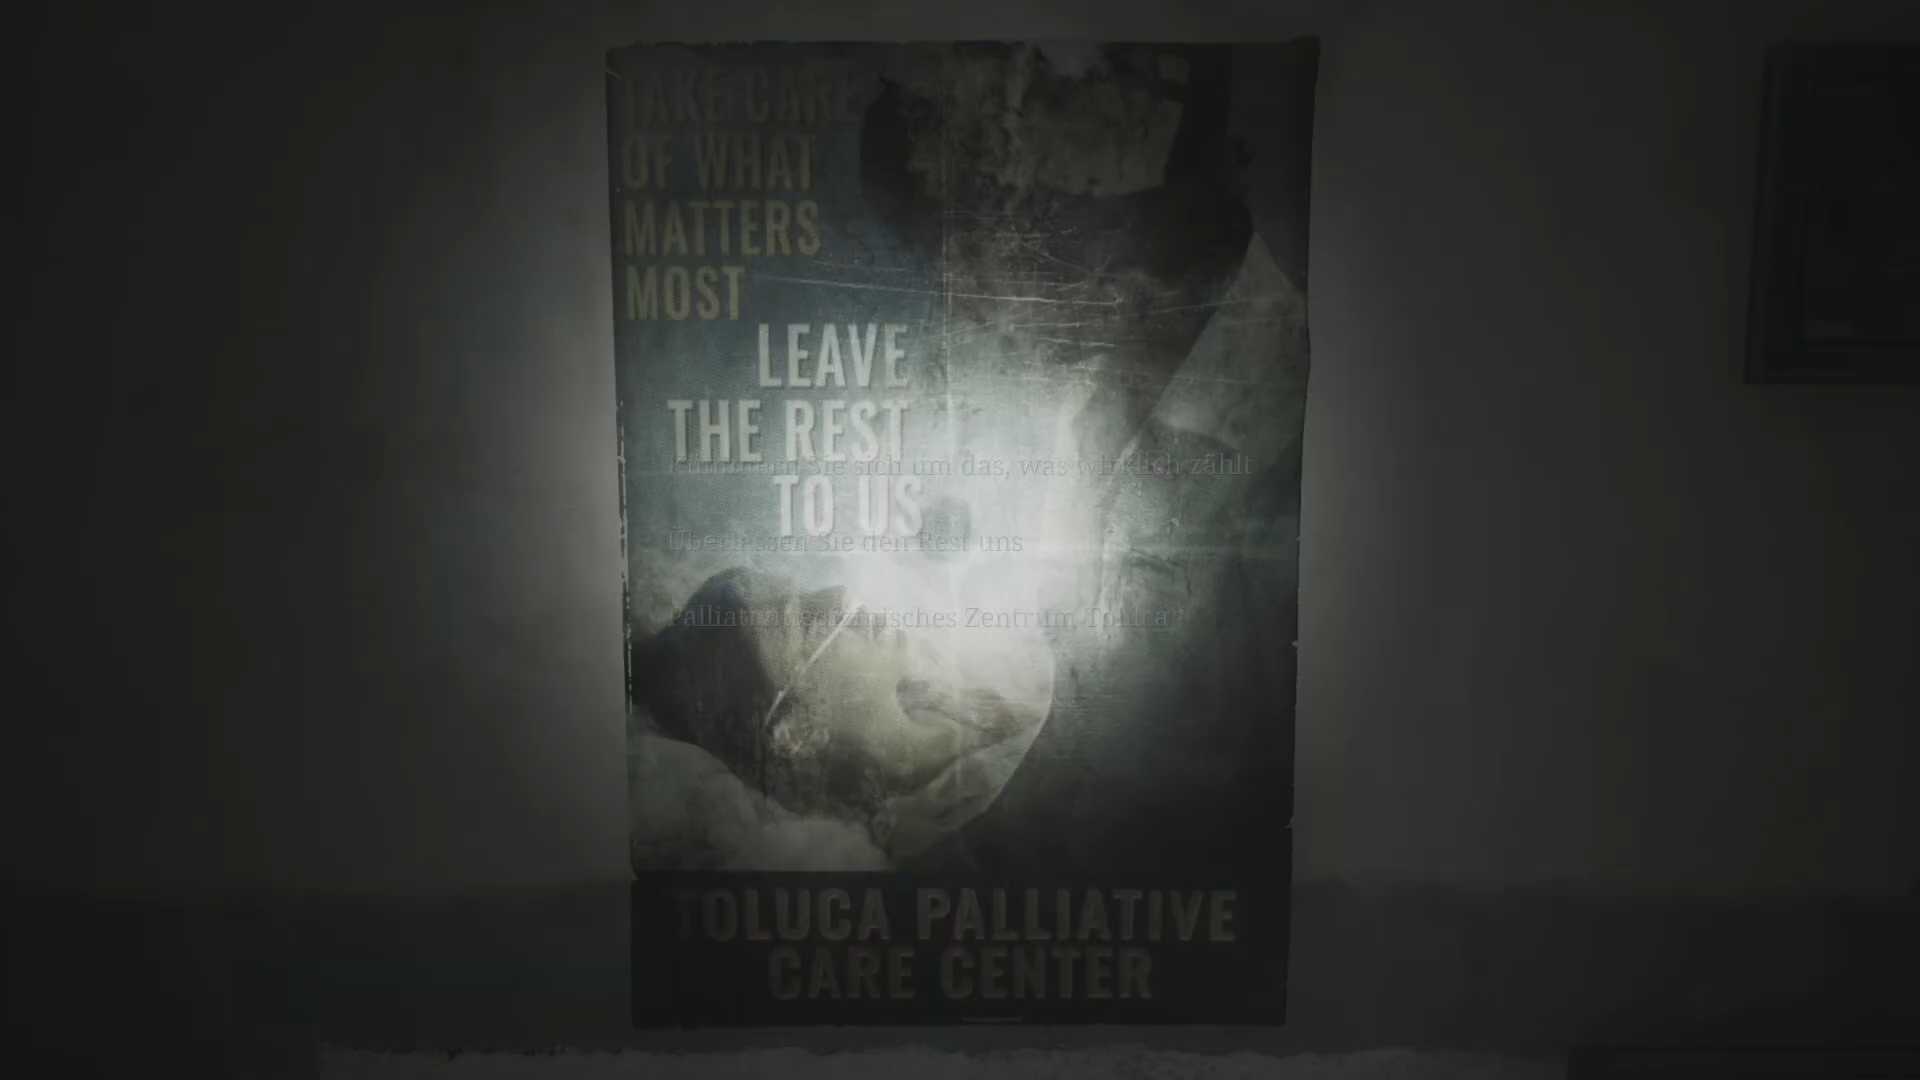 TAKE CARE
OF WHAT
MATTERS
MOST
LEAVE
THE REST
TO US
Kümmern Sie sich um das, was wirklich zählt
Überlassen Sie den Rest uns
Palliativmedizinisches Zentrum Toluca
TOLUCA PALLIATIVE
CARE CENTER